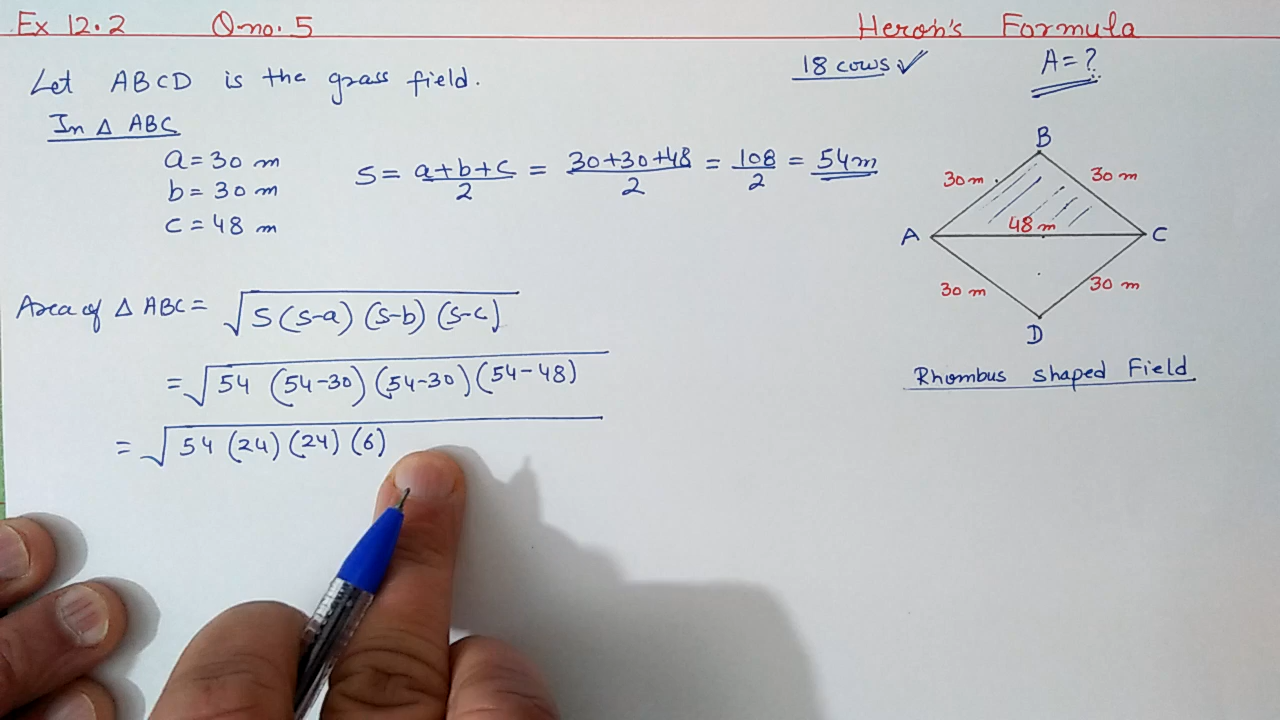 Ex 12.2 Q.no. 5 Heron's Formula
Let ABCD is the grass field.
18 cows ✓ A = ?
In △ ABC
a = 30 m
b = 30 m
c = 48 m
S = a+b+c/2 = 30+30+48/2 = 108/2 = 54m
Area of △ ABC = √S(s-a)(s-b)(s-c)
= √54 (54-30)(54-30)(54-48)
= √54 (24)(24)(6)
B
30 m 30 m
A 48 m C
30 m 30 m
D
Rhombus shaped Field